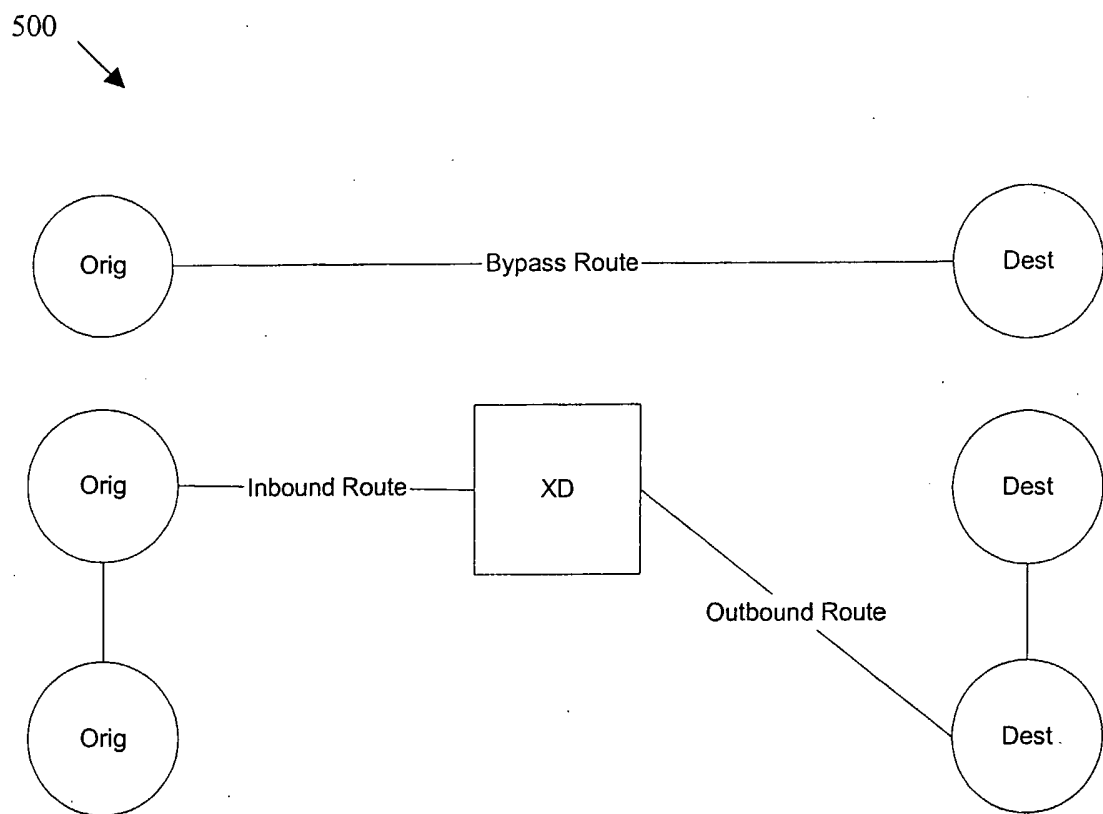 500
Orig
Bypass Route
Dest
Orig
Inbound Route
XD
Dest
Outbound Route
Orig
Dest